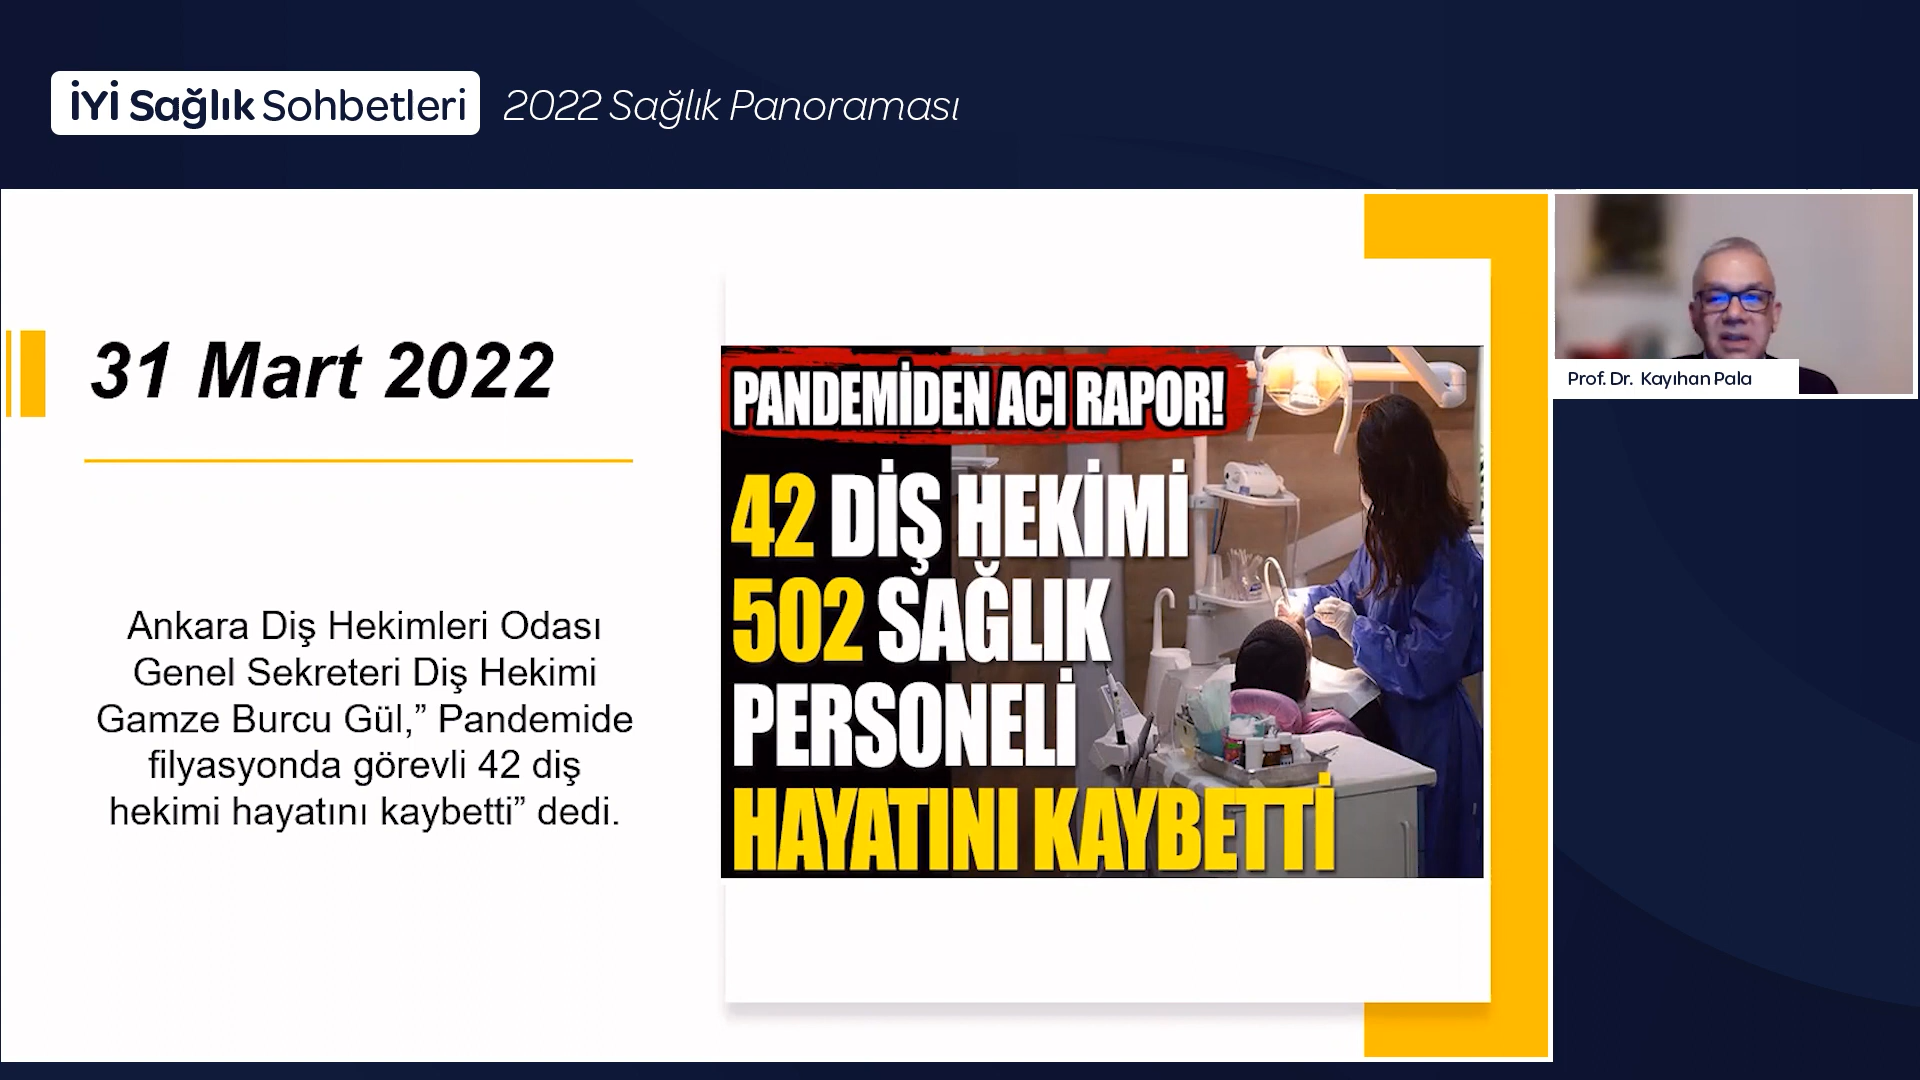 İYİ Sağlık Sohbetleri 2022 Sağlık Panoraması
31 Mart 2022
Ankara Diş Hekimleri Odası
Genel Sekreteri Diş Hekimi
Gamze Burcu Gül,” Pandemide
filyasyonda görevli 42 diş
hekimi hayatını kaybetti” dedi.
PANDEMİDEN ACI RAPOR!
42 DİŞ HEKİMİ
502 SAĞLIK
PERSONELİ
HAYATINI KAYBETTİ
Prof. Dr. Kayıhan Pala